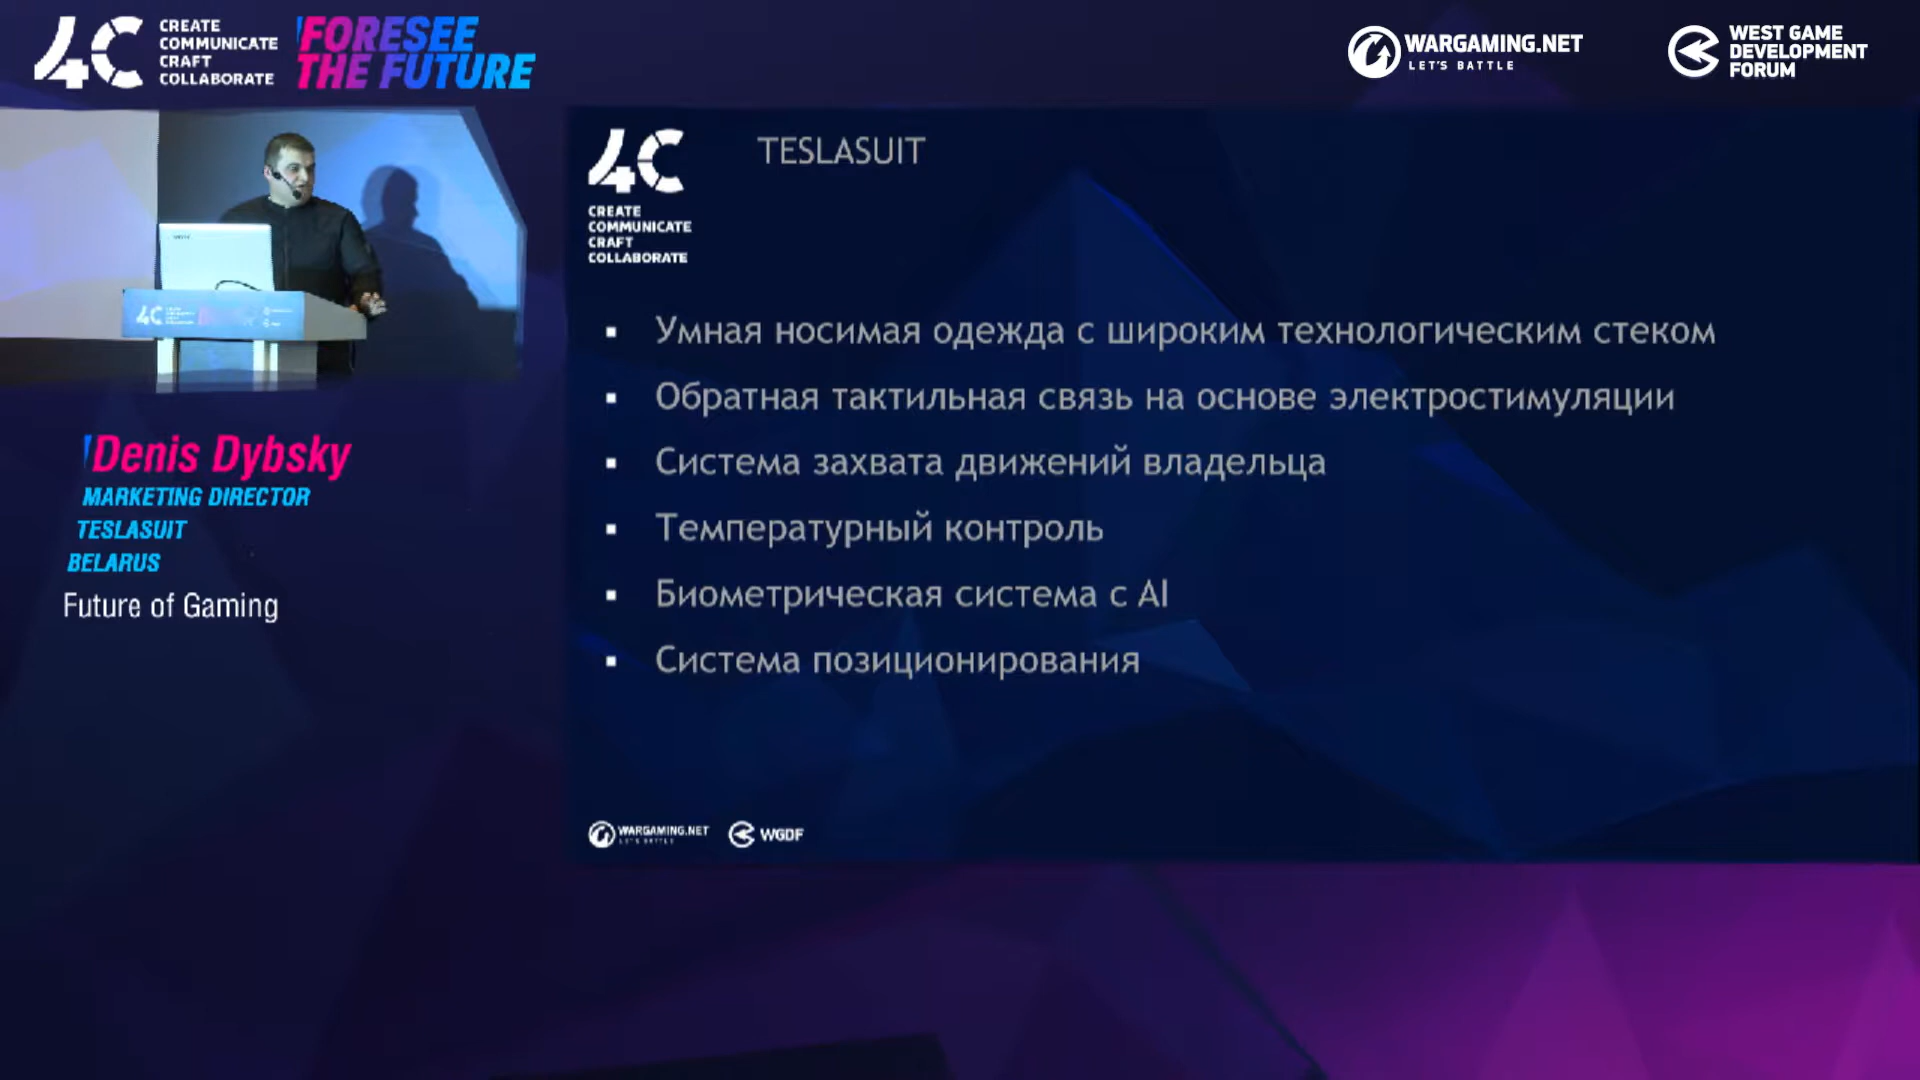 4C
CREATE
COMMUNICATE
CRAFT
COLLABORATE
FORESEE
THE FUTURE
WARGAMING.NET
LET'S BATTLE
WEST GAME
DEVELOPMENT
FORUM
4C
CREATE
COMMUNICATE
CRAFT
COLLABORATE
TESLASUIT
▪ Умная носимая одежда с широким технологическим стеком
▪ Обратная тактильная связь на основе электростимуляции
▪ Система захвата движений владельца
▪ Температурный контроль
▪ Биометрическая система с AI
▪ Система позиционирования
WARGAMING.NET
LET'S BATTLE
WGDF
4C
Denis Dybsky
MARKETING DIRECTOR
TESLASUIT
BELARUS
Future of Gaming